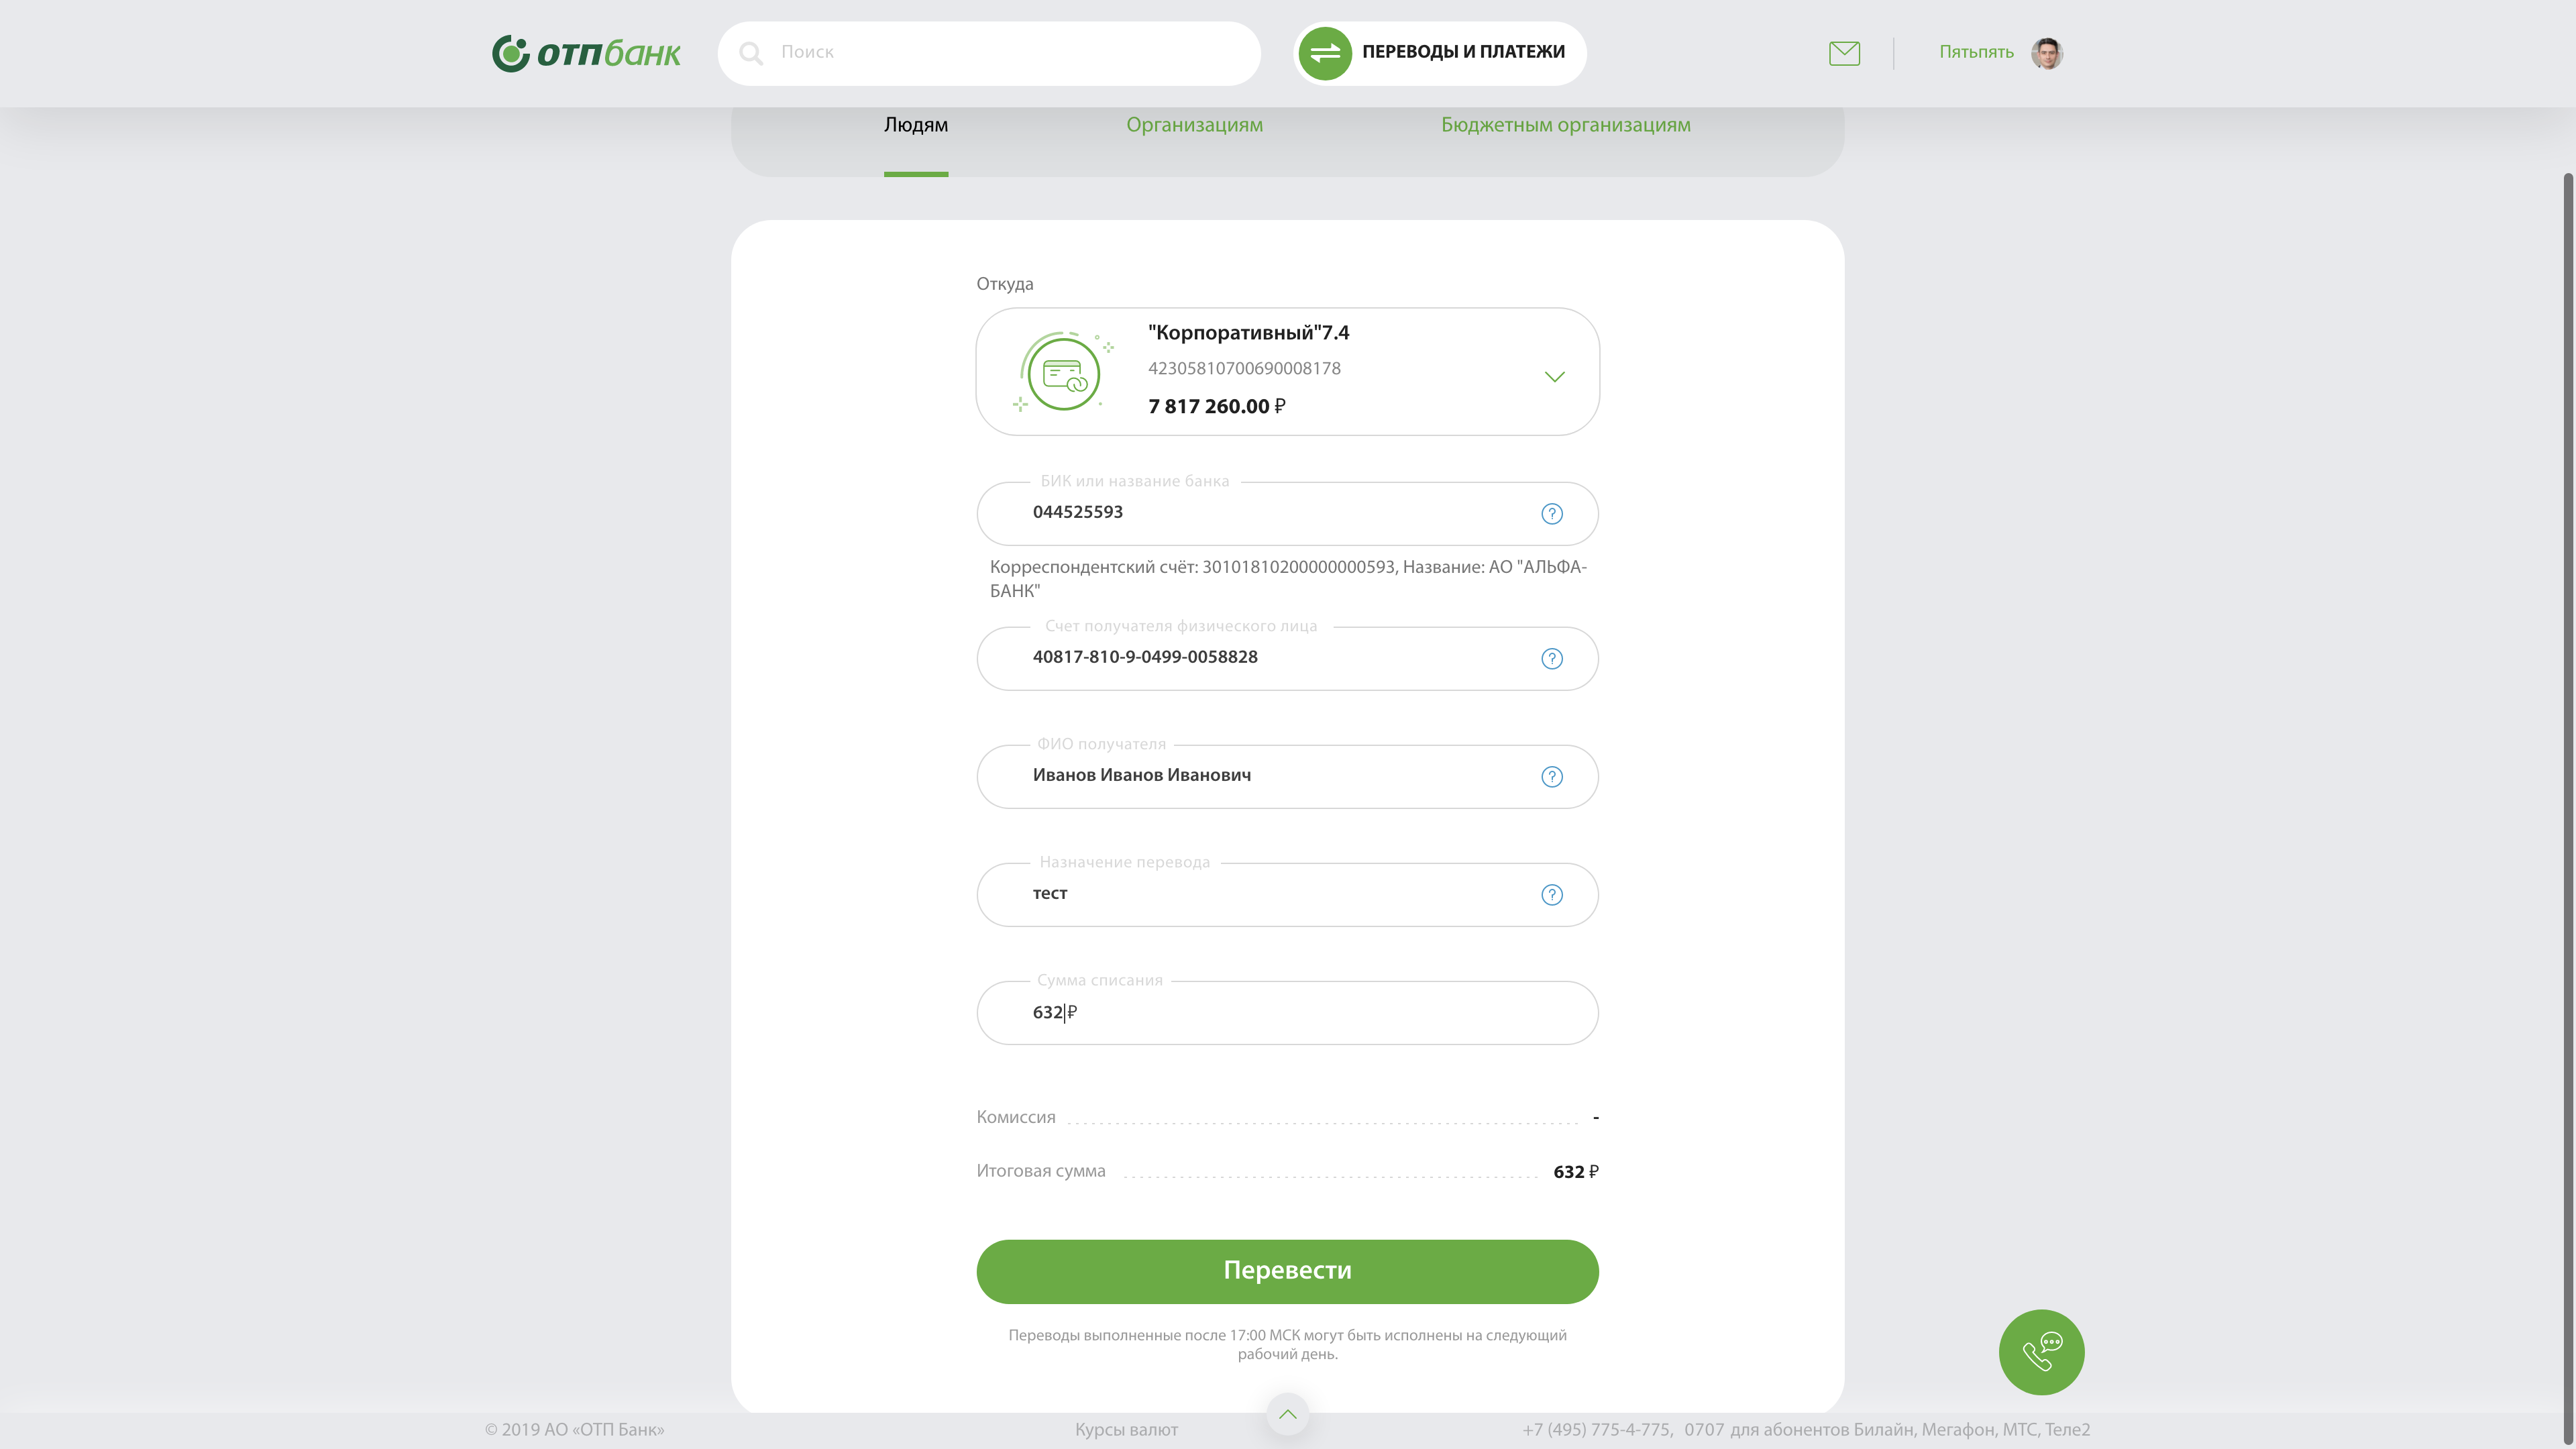 отпбанк
Поиск
ПЕРЕВОДЫ И ПЛАТЕЖИ
Пятьпять
Людям
Организациям
Бюджетным организациям
Откуда
"Корпоративный"7.4
42305810700690008178
7 817 260.00 ₽
БИК или название банка
044525593
Корреспондентский счёт: 30101810200000000593, Название: АО "АЛЬФА-
БАНК"
Счет получателя физического лица
40817-810-9-0499-0058828
ФИО получателя
Иванов Иванов Иванович
Назначение перевода
тест
Сумма списания
632 ₽
Комиссия -
Итоговая сумма 632 ₽
Перевести
Переводы выполненные после 17:00 МСК могут быть исполнены на следующий
рабочий день.
© 2019 АО «ОТП Банк»
Курсы валют
+7 (495) 775-4-775, 0707 для абонентов Билайн, Мегафон, МТС, Теле2